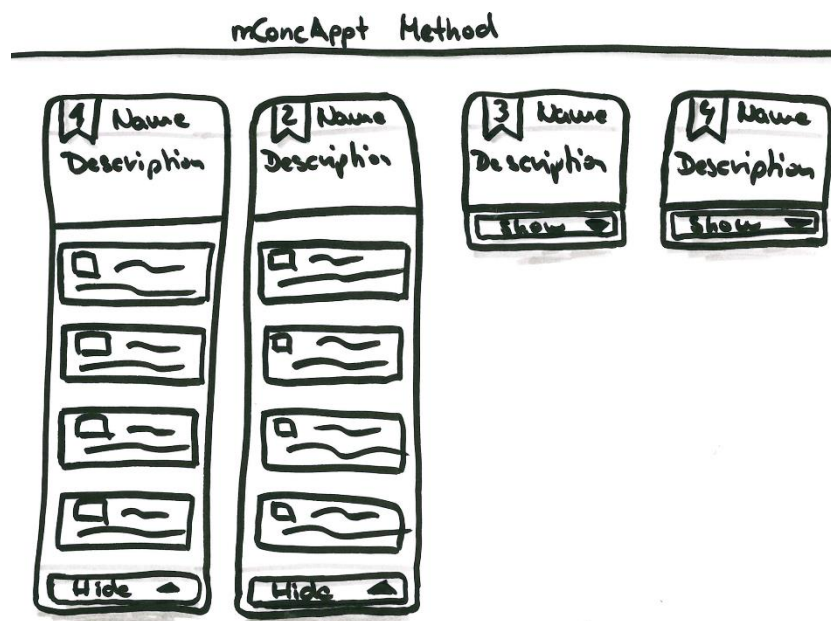 mConcAppt Method
1 Name
Description
2 Name
Description
3 Name
Description
Show
4 Name
Description
Show
Hide
Hide